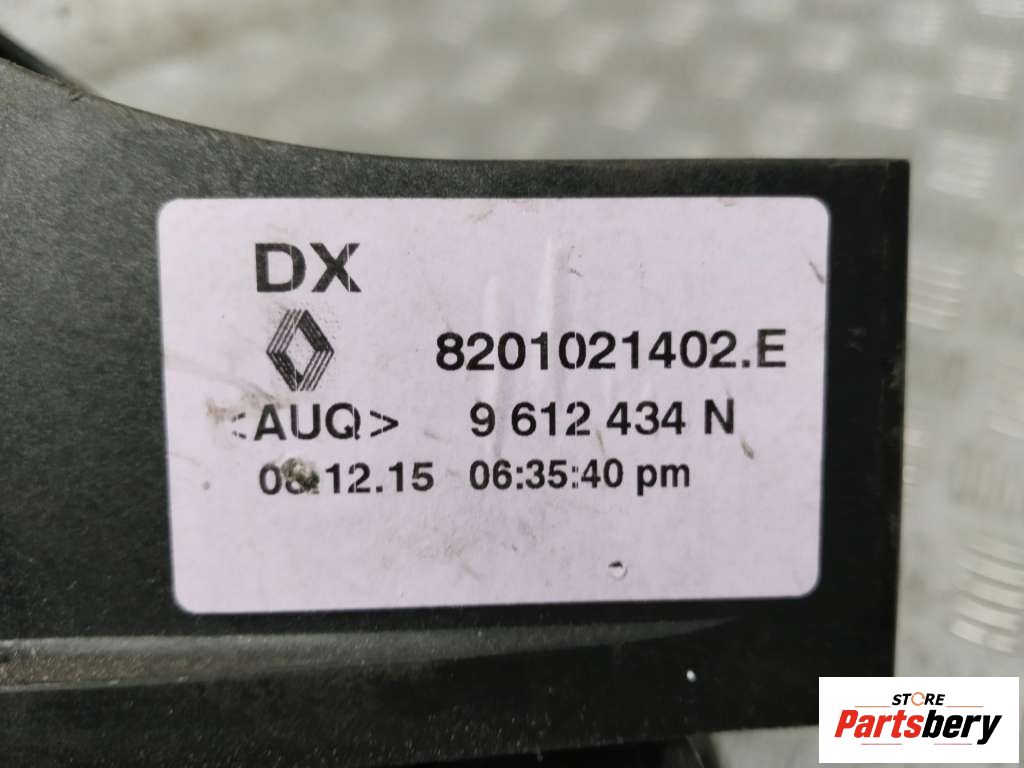 DX
8201021402.E
<AUQ> 9 612 434 N
12.15 06:35:40 pm
STORE
Partsbery